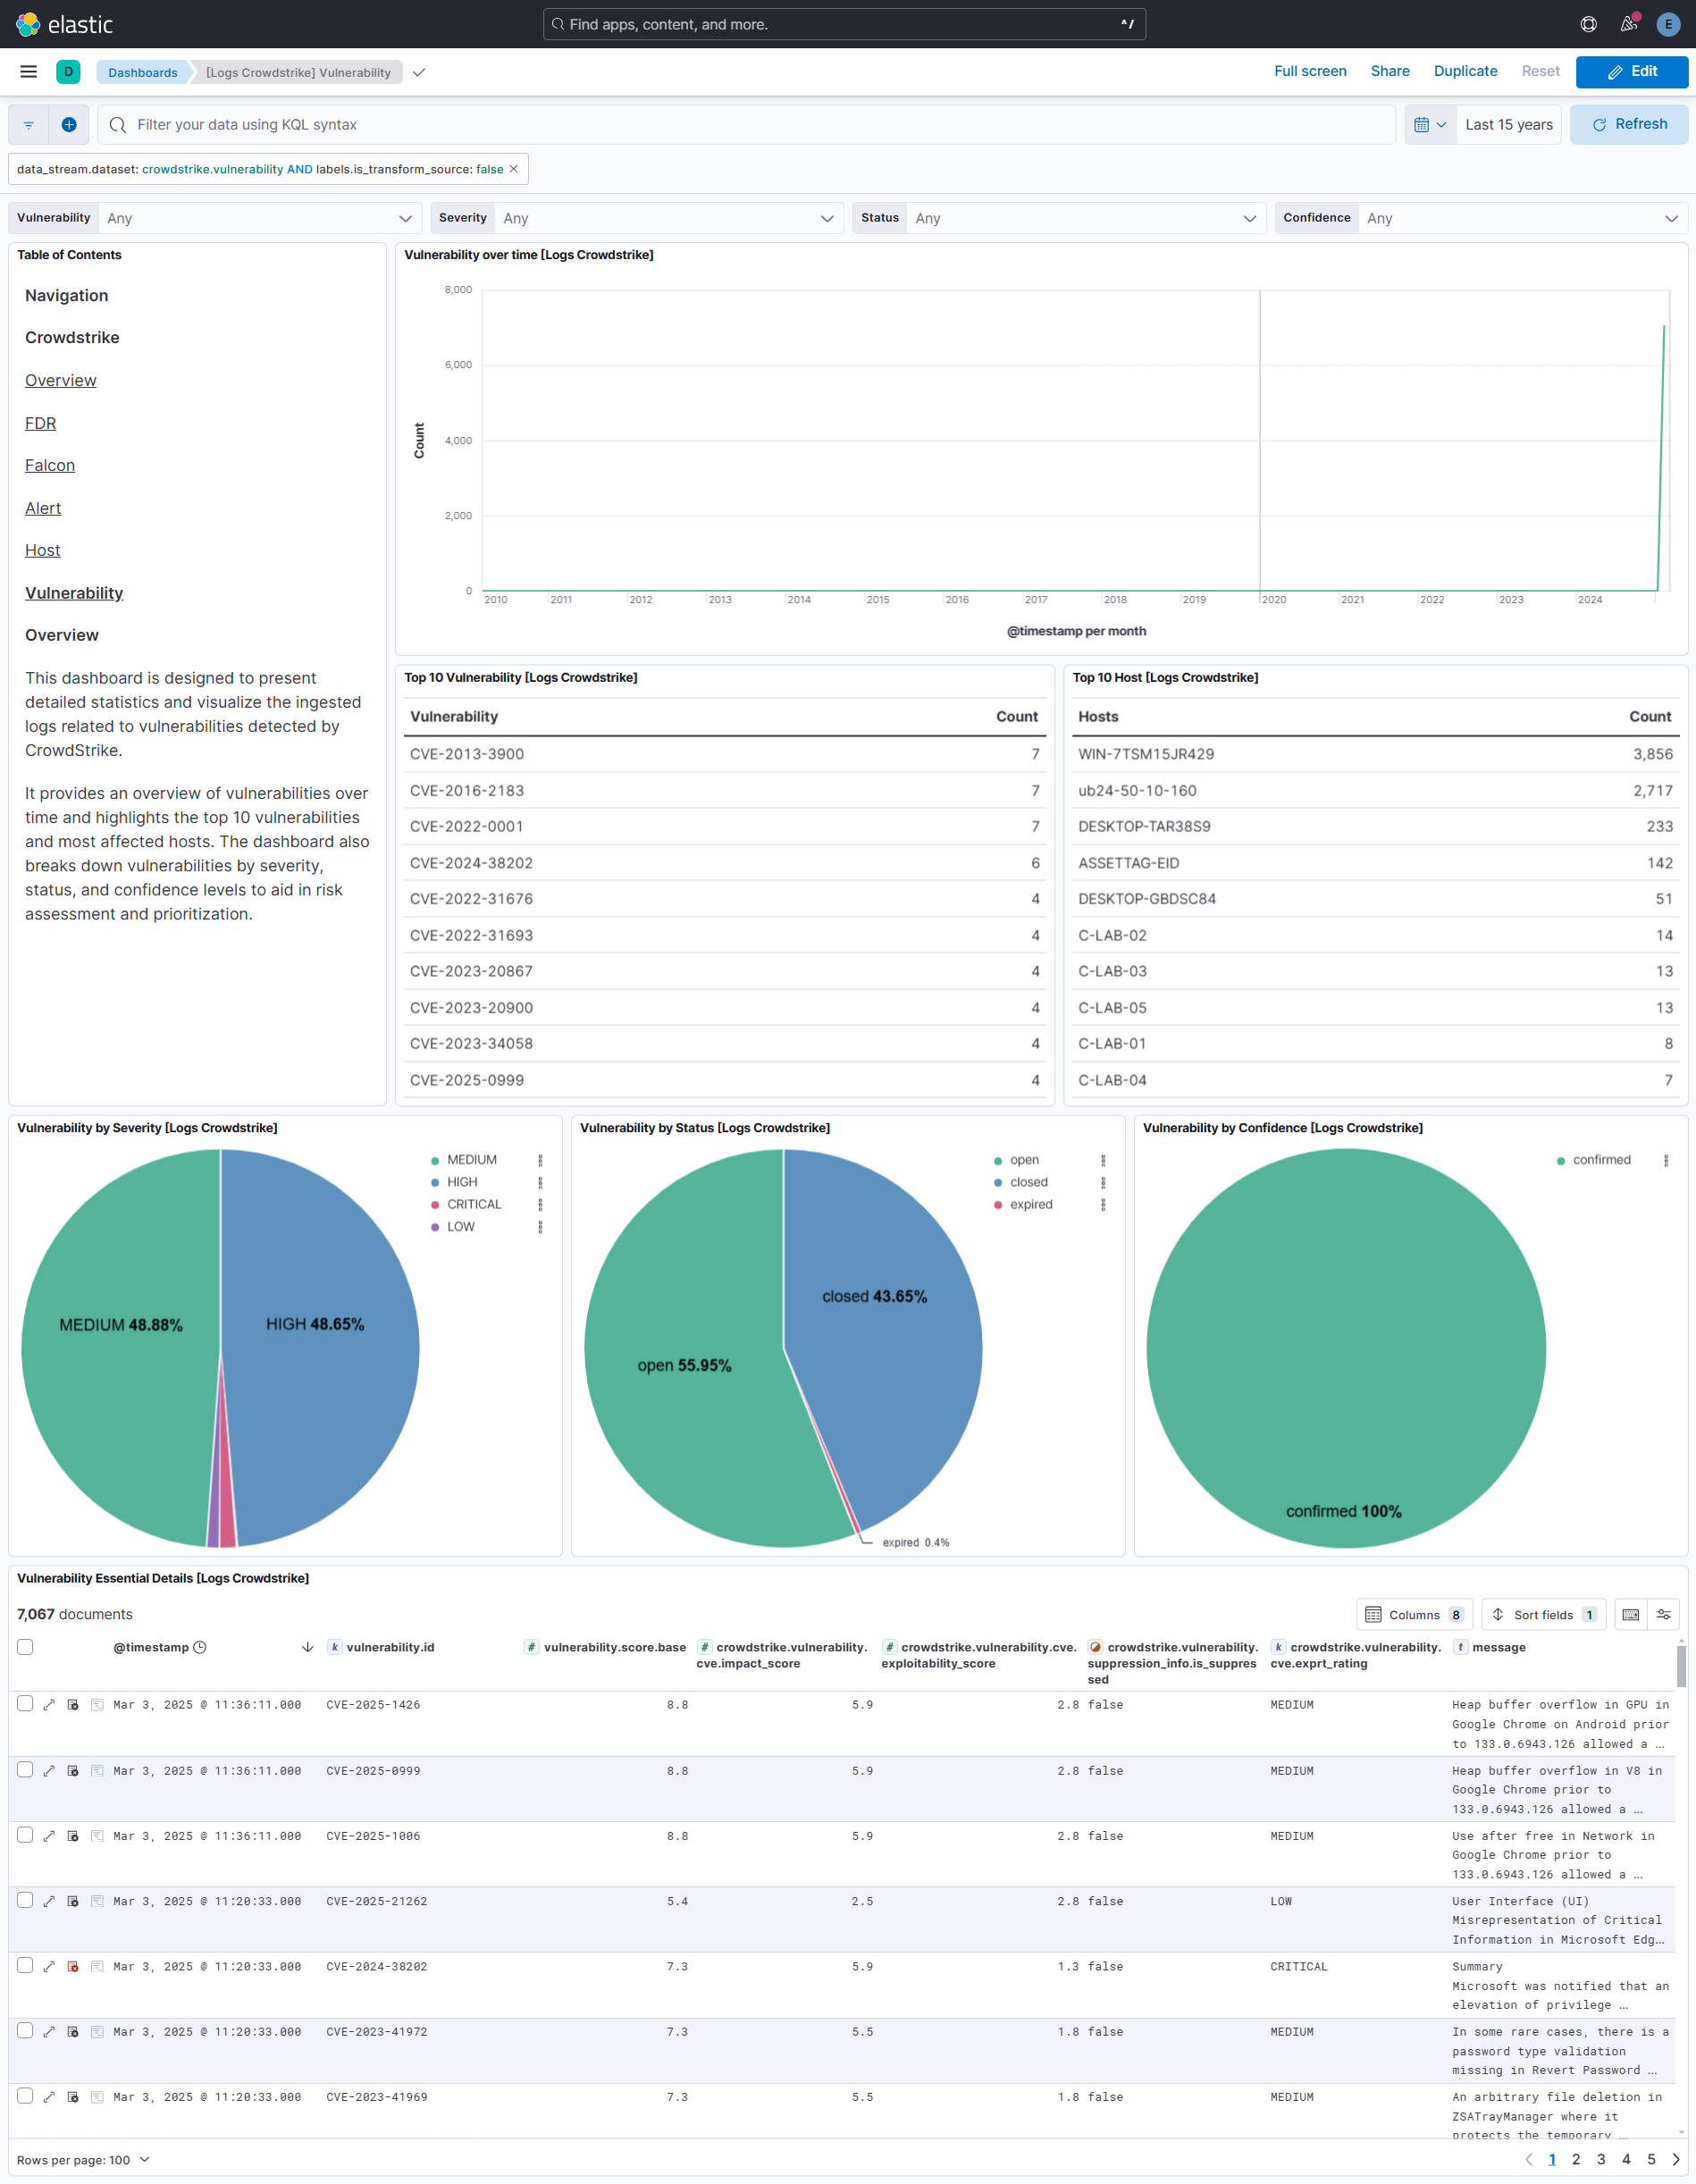 elastic
Find apps, content, and more.
^/
E
D
Dashboards
[Logs Crowdstrike] Vulnerability
Full screen
Share
Duplicate
Reset
Edit
Filter your data using KQL syntax
Last 15 years
Refresh
data_stream.dataset: crowdstrike.vulnerability AND labels.is_transform_source: false
Vulnerability Any
Severity Any
Status Any
Confidence Any
Table of Contents
Navigation
Crowdstrike
Overview
FDR
Falcon
Alert
Host
Vulnerability
Overview
This dashboard is designed to present
detailed statistics and visualize the ingested
logs related to vulnerabilities detected by
CrowdStrike.
It provides an overview of vulnerabilities over
time and highlights the top 10 vulnerabilities
and most affected hosts. The dashboard also
breaks down vulnerabilities by severity,
status, and confidence levels to aid in risk
assessment and prioritization.
Vulnerability over time [Logs Crowdstrike]
8,000
6,000
4,000
2,000
0
Count
2010 2011 2012 2013 2014 2015 2016 2017 2018 2019 2020 2021 2022 2023 2024
@timestamp per month
Top 10 Vulnerability [Logs Crowdstrike]
Vulnerability Count
CVE-2013-3900 7
CVE-2016-2183 7
CVE-2022-0001 7
CVE-2024-38202 6
CVE-2022-31676 4
CVE-2022-31693 4
CVE-2023-20867 4
CVE-2023-20900 4
CVE-2023-34058 4
CVE-2025-0999 4
Top 10 Host [Logs Crowdstrike]
Hosts Count
WIN-7TSM15JR429 3,856
ub24-50-10-160 2,717
DESKTOP-TAR38S9 233
ASSETTAG-EID 142
DESKTOP-GBDSC84 51
C-LAB-02 14
C-LAB-03 13
C-LAB-05 13
C-LAB-01 8
C-LAB-04 7
Vulnerability by Severity [Logs Crowdstrike]
MEDIUM
HIGH
CRITICAL
LOW
MEDIUM 48.88%
HIGH 48.65%
Vulnerability by Status [Logs Crowdstrike]
open
closed
expired
closed 43.65%
open 55.95%
expired 0.4%
Vulnerability by Confidence [Logs Crowdstrike]
confirmed
confirmed 100%
Vulnerability Essential Details [Logs Crowdstrike]
7,067 documents
Columns 8
Sort fields 1
@timestamp
k vulnerability.id
# vulnerability.score.base
# crowdstrike.vulnerability.
cve.impact_score
# crowdstrike.vulnerability.cve.
exploitability_score
crowdstrike.vulnerability.
suppression_info.is_suppres
sed
k crowdstrike.vulnerability.
cve.exprt_rating
t message
Mar 3, 2025 @ 11:36:11.000 CVE-2025-1426 8.8 5.9 2.8 false MEDIUM Heap buffer overflow in GPU in
Google Chrome on Android prior
to 133.0.6943.126 allowed a …
Mar 3, 2025 @ 11:36:11.000 CVE-2025-0999 8.8 5.9 2.8 false MEDIUM Heap buffer overflow in V8 in
Google Chrome prior to
133.0.6943.126 allowed a …
Mar 3, 2025 @ 11:36:11.000 CVE-2025-1006 8.8 5.9 2.8 false MEDIUM Use after free in Network in
Google Chrome prior to
133.0.6943.126 allowed a …
Mar 3, 2025 @ 11:20:33.000 CVE-2025-21262 5.4 2.5 2.8 false LOW User Interface (UI)
Misrepresentation of Critical
Information in Microsoft Edg…
Mar 3, 2025 @ 11:20:33.000 CVE-2024-38202 7.3 5.9 1.3 false CRITICAL Summary
Microsoft was notified that an
elevation of privilege …
Mar 3, 2025 @ 11:20:33.000 CVE-2023-41972 7.3 5.5 1.8 false MEDIUM In some rare cases, there is a
password type validation
missing in Revert Password …
Mar 3, 2025 @ 11:20:33.000 CVE-2023-41969 7.3 5.5 1.8 false MEDIUM An arbitrary file deletion in
ZSATrayManager where it
protects the temporary …
Rows per page: 100
1 2 3 4 5